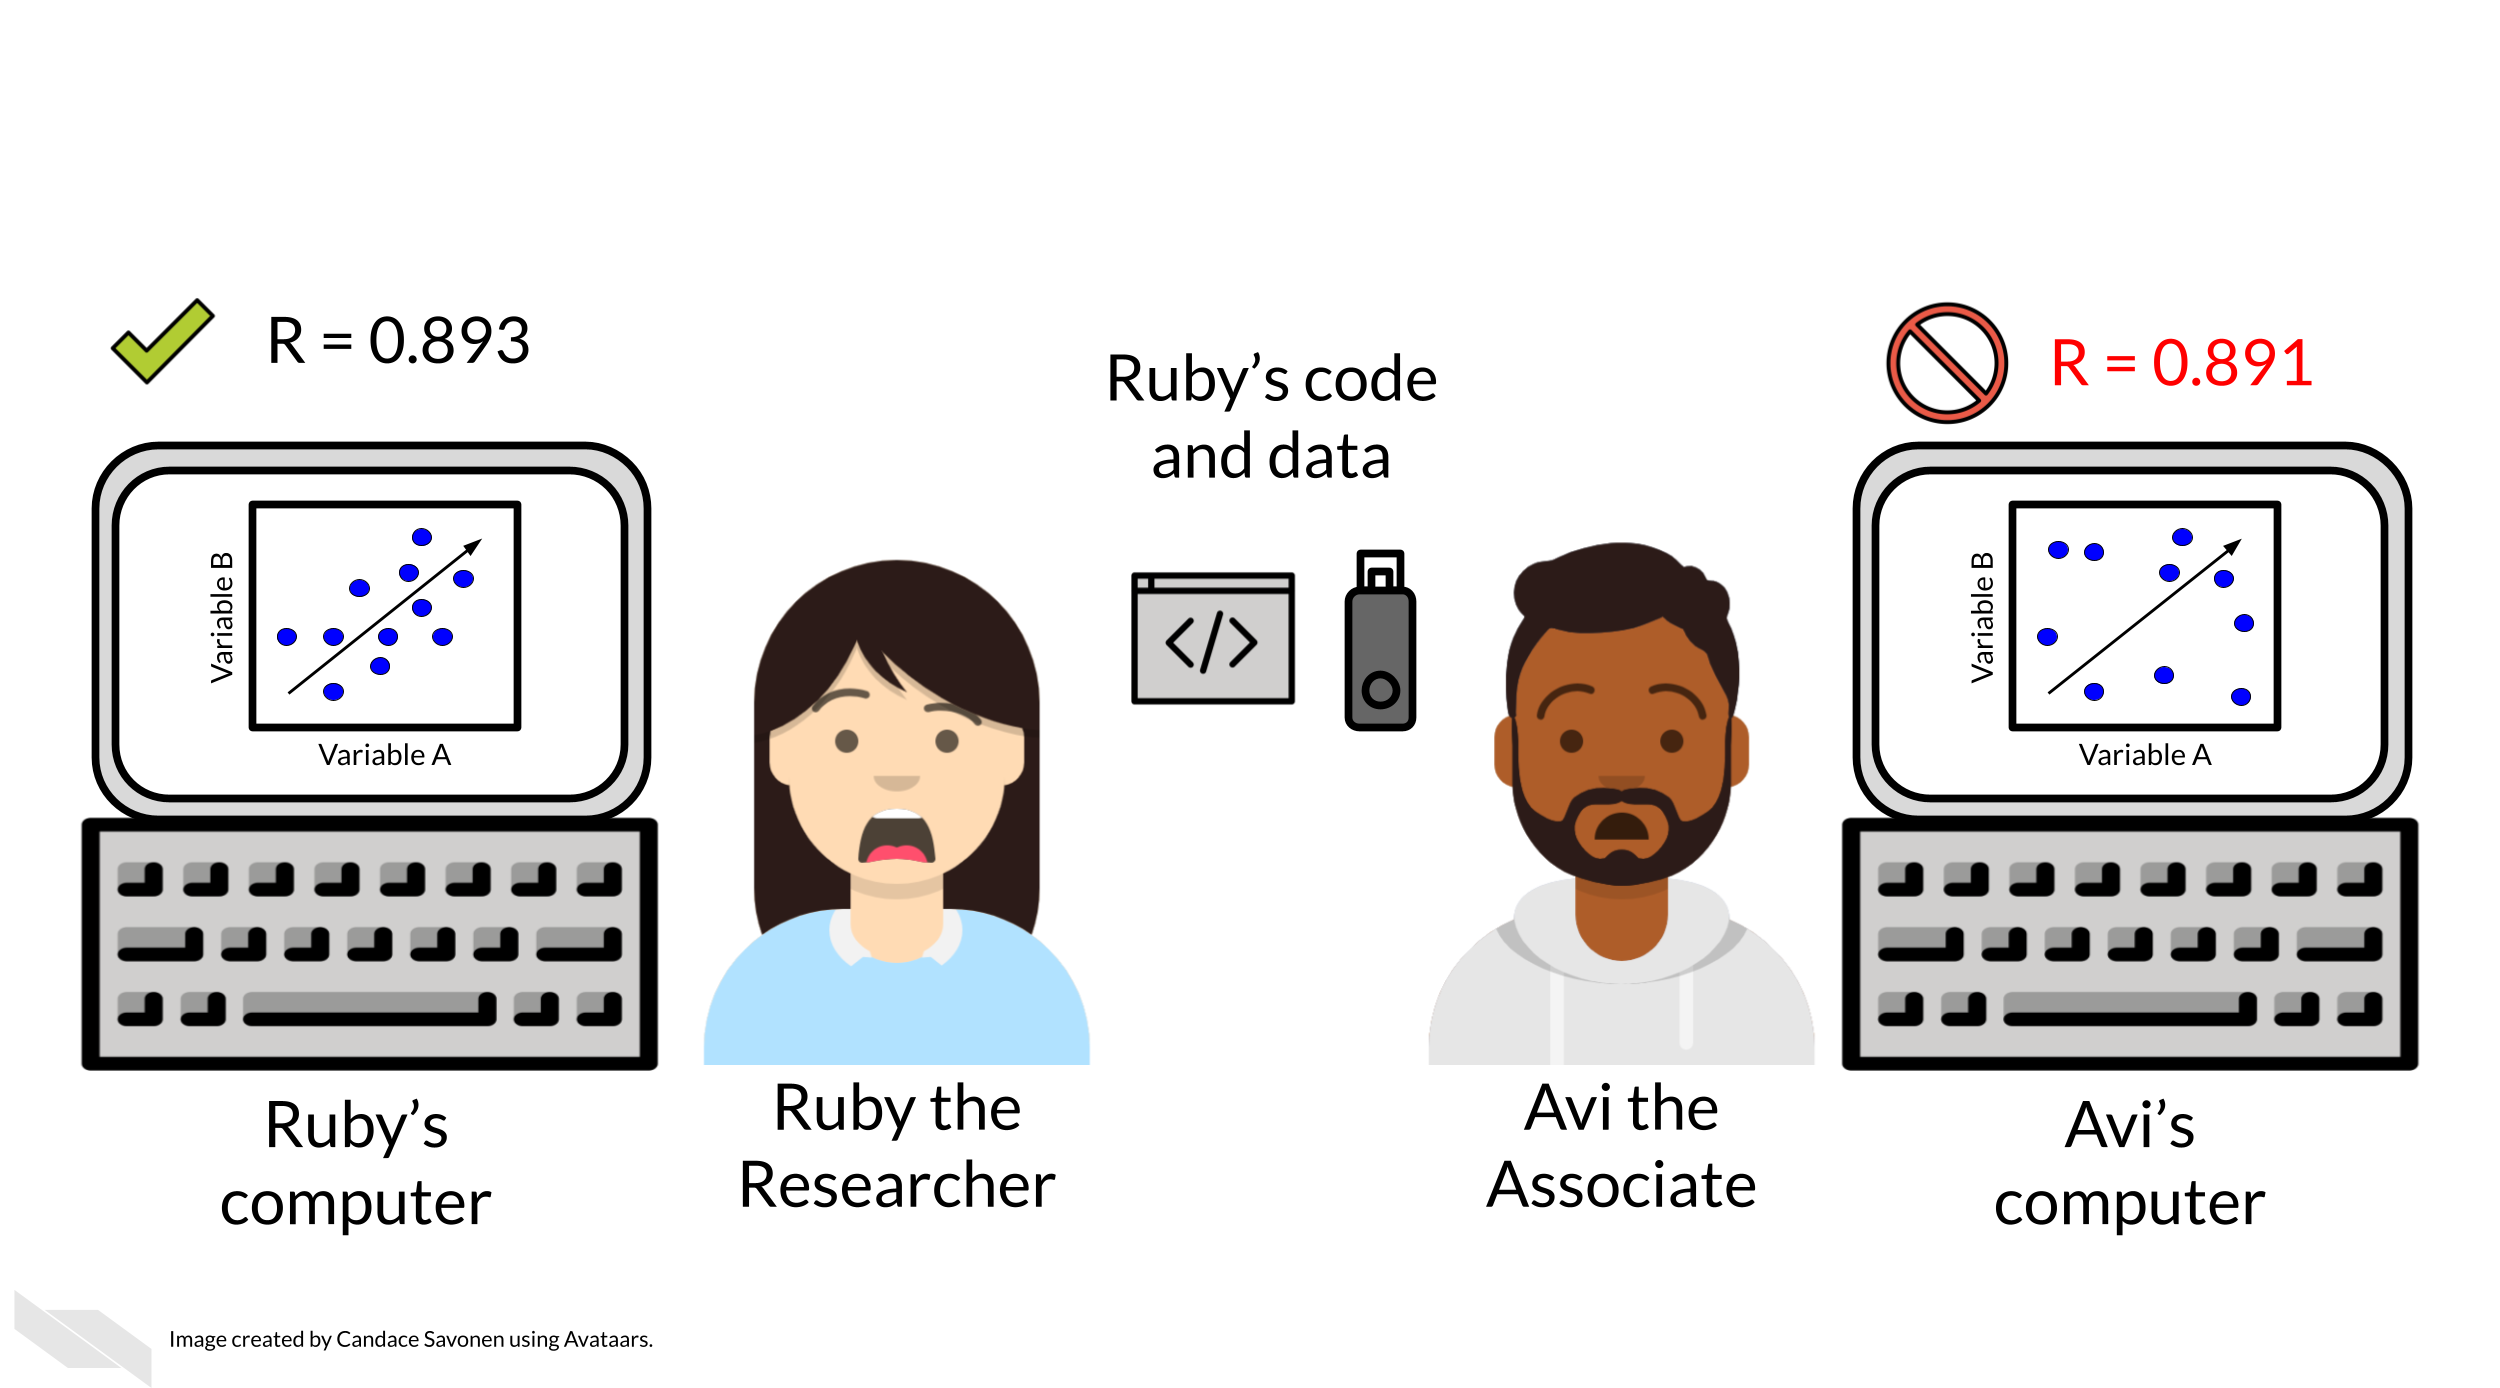 R = 0.893
Variable B
Variable A
Ruby's
computer
Ruby the
Researcher
Ruby's code
and data
</>
Avi the
Associate
R = 0.891
Variable B
Variable A
Avi's
computer
Image created by Candace Savonen using Avataars.